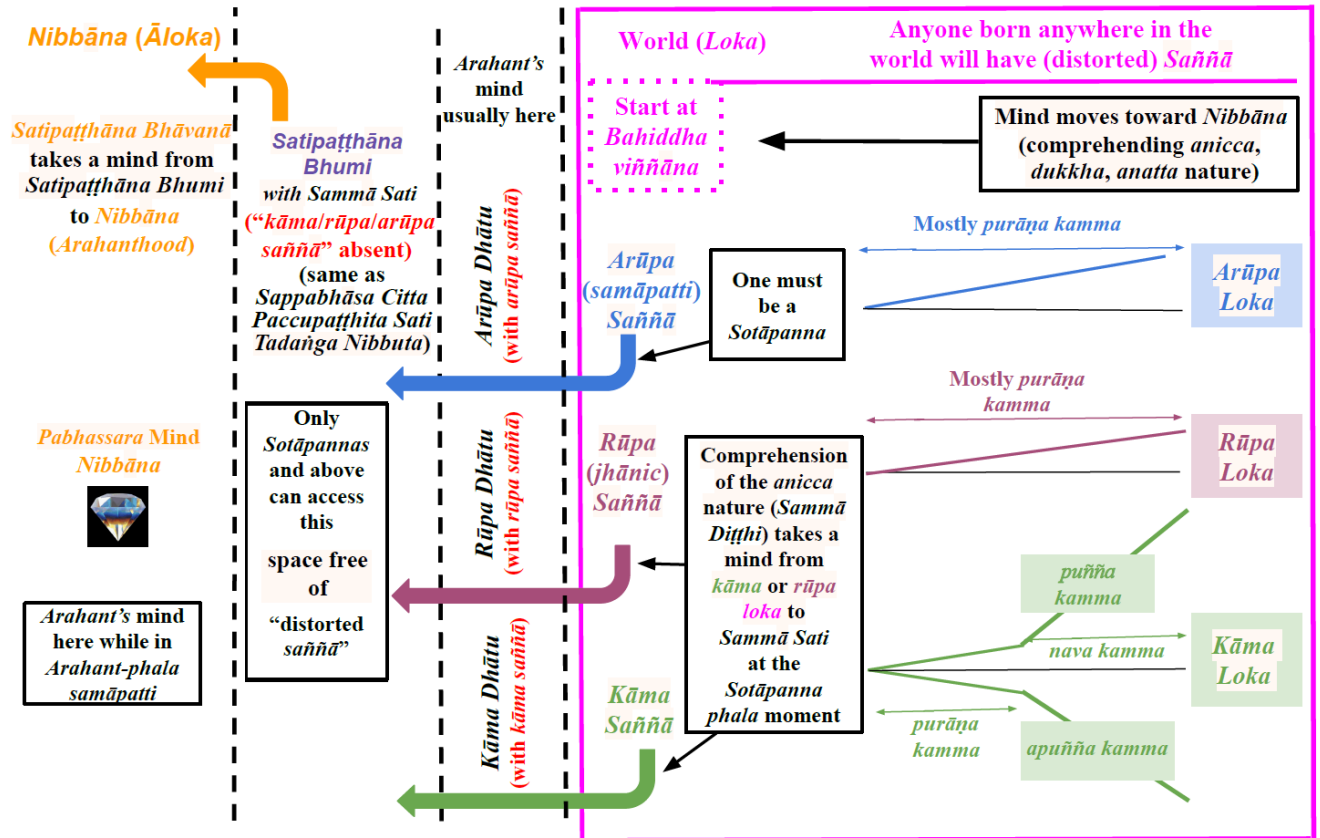 Nibbāna (Āloka)
Satipaṭṭhāna Bhāvanā
takes a mind from
Satipaṭṭhāna Bhumi
to Nibbāna
(Arahanthood)
Pabhassara Mind
Nibbāna
Arahant's mind
here while in
Arahant-phala
samāpatti
Satipaṭṭhāna
Bhumi
with Sammā Sati
(“kāma/rūpa/arūpa
saññā” absent)
(same as
Sappabhāsa Citta
Paccupaṭṭhita Sati
Tadaṅga Nibbuta)
Only
Sotāpannas
and above
can access
this
space free
of
“distorted
saññā”
Arahant's
mind
usually here
Arūpa Dhātu
(with arūpa saññā)
Rūpa Dhātu
(with rūpa saññā)
Kāma Dhātu
(with kāma saññā)
World (Loka)
Anyone born anywhere in the
world will have (distorted) Saññā
Start at
Bahiddha
viññāna
Mind moves toward Nibbāna
(comprehending anicca,
dukkha, anatta nature)
Arūpa
(samāpatti)
Saññā
One must
be a
Sotāpanna
Mostly purāṇa kamma
Arūpa
Loka
Rūpa
(jhānic)
Saññā
Comprehension
of the anicca
nature (Sammā
Diṭṭhi) takes a
mind from
kāma or rūpa
loka to
Sammā Sati
at the
Sotāpanna
phala moment
Mostly purāṇa
kamma
Rūpa
Loka
Kāma
Saññā
puñña
kamma
nava kamma
purāṇa
kamma
apuñña kamma
Kāma
Loka